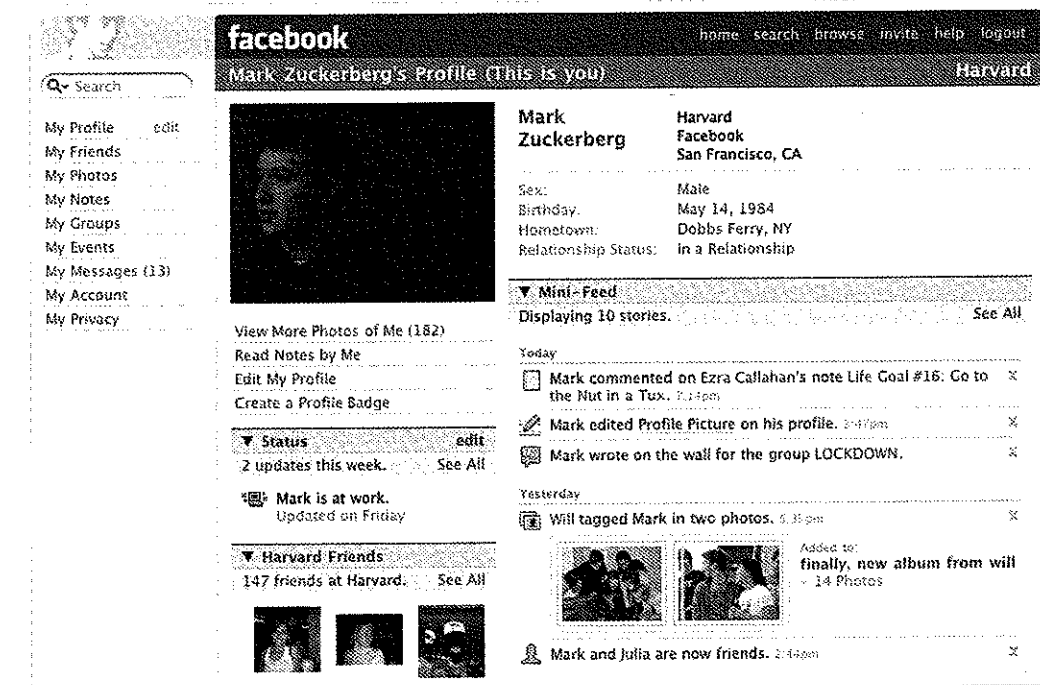 facebook
home search browse invite help logout
Mark Zuckerberg's Profile (This is you)
Harvard
Search
My Profile edit
My Friends
My Photos
My Notes
My Groups
My Events
My Messages (13)
My Account
My Privacy
View More Photos of Me (182)
Read Notes by Me
Edit My Profile
Create a Profile Badge
▼ Status edit
2 updates this week. See All
Mark is at work.
Updated on Friday
▼ Harvard Friends
147 friends at Harvard. See All
Mark
Zuckerberg
Harvard
Facebook
San Francisco, CA
Sex: Male
Birthday: May 14, 1984
Hometown: Dobbs Ferry, NY
Relationship Status: In a Relationship
▼ Mini-Feed
Displaying 10 stories. See All
Today
Mark commented on Ezra Callahan's note Life Goal #16: Go to
the Nut in a Tux.
Mark edited Profile Picture on his profile. 3:47pm
Mark wrote on the wall for the group LOCKDOWN.
Yesterday
Will tagged Mark in two photos.
Added to:
finally, new album from will
- 14 Photos
Mark and Julia are now friends. 2:44pm